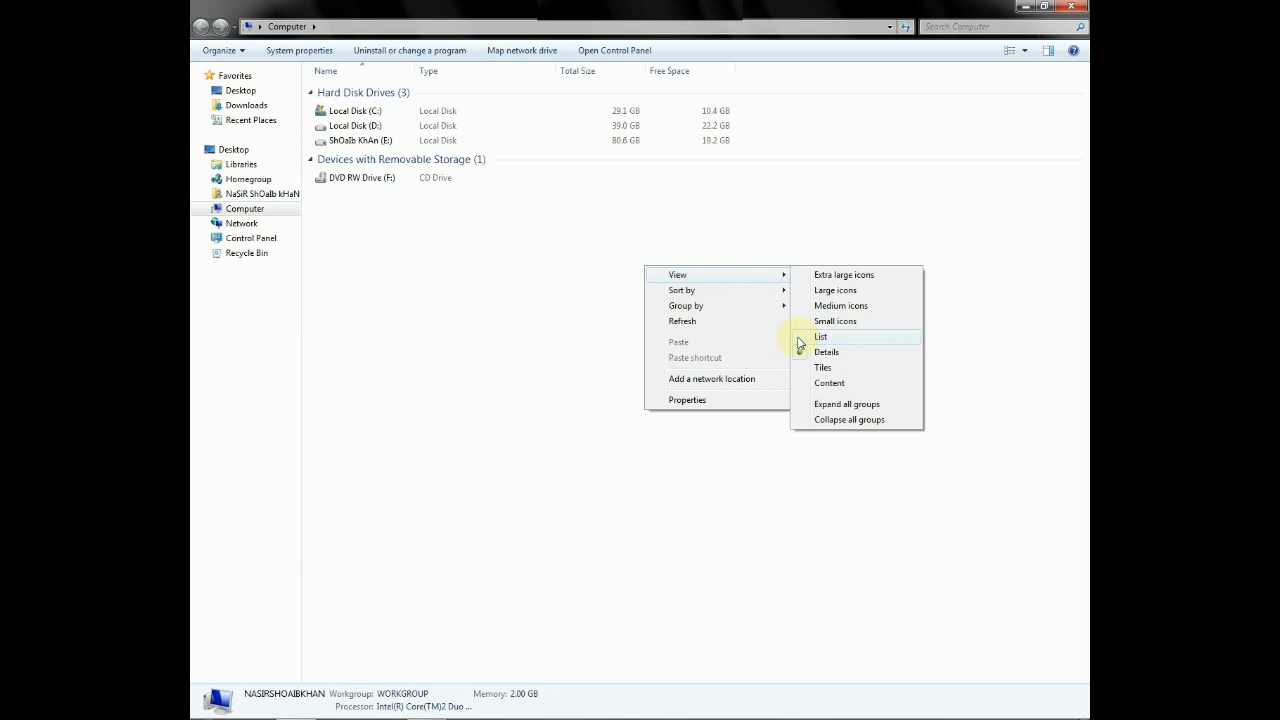 Computer
Search Computer
Organize System properties Uninstall or change a program Map network drive Open Control Panel
Name Type Total Size Free Space
Favorites
Desktop
Downloads
Recent Places
Desktop
Libraries
Homegroup
NaSiR ShOaIb kHaN
Computer
Network
Control Panel
Recycle Bin
Hard Disk Drives (3)
Local Disk (C:) Local Disk 29.1 GB 10.4 GB
Local Disk (D:) Local Disk 39.0 GB 22.2 GB
ShOaIb KhAn (E:) Local Disk 80.6 GB 19.2 GB
Devices with Removable Storage (1)
DVD RW Drive (F:) CD Drive
View
Sort by
Group by
Refresh
Paste
Paste shortcut
Add a network location
Properties
Extra large icons
Large icons
Medium icons
Small icons
List
Details
Tiles
Content
Expand all groups
Collapse all groups
NASIRSHOAIBKHAN Workgroup: WORKGROUP Memory: 2.00 GB
Processor: Intel(R) Core(TM)2 Duo ...